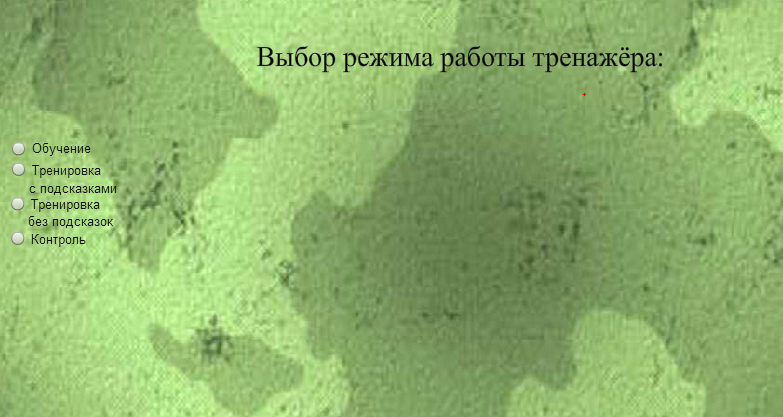 Выбор режима работы тренажёра:
Обучение
Тренировка
с подсказками
Тренировка
без подсказок
Контроль